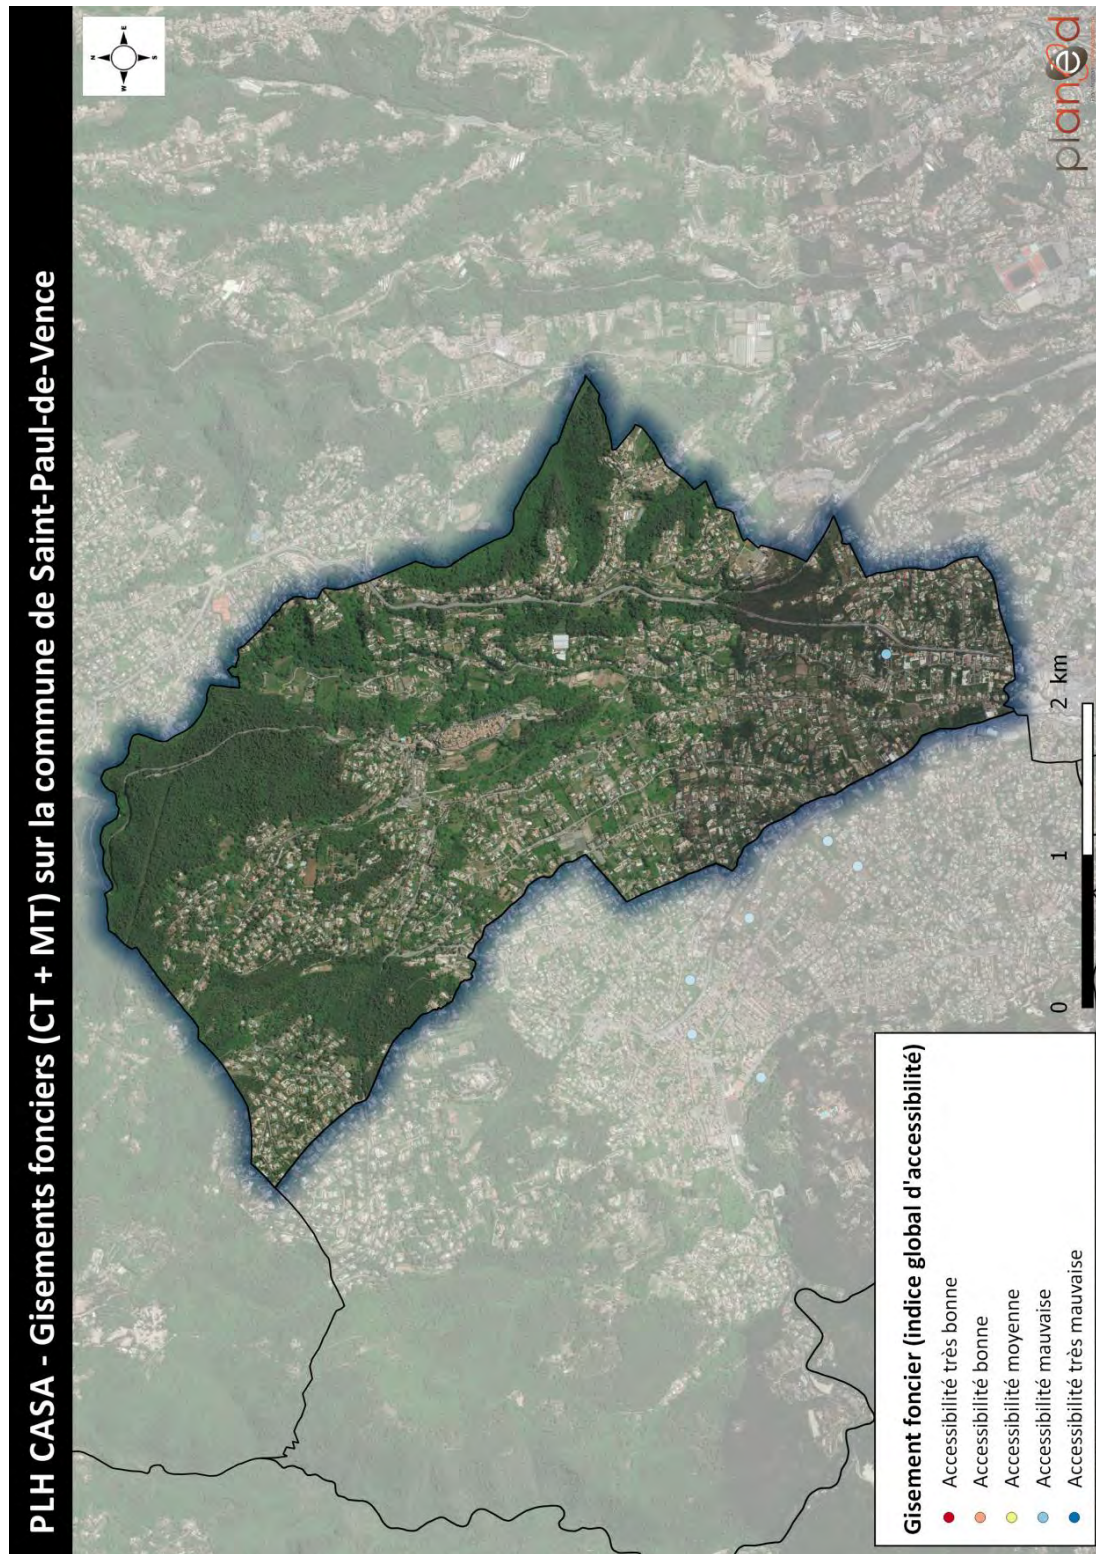 PLH CASA - Gisements fonciers (CT + MT) sur la commune de Saint-Paul-de-Vence
N
W
E
S
planed
0
1
2 km
Gisement foncier (indice global d'accessibilité)
Accessibilité très bonne
Accessibilité bonne
Accessibilité moyenne
Accessibilité mauvaise
Accessibilité très mauvaise